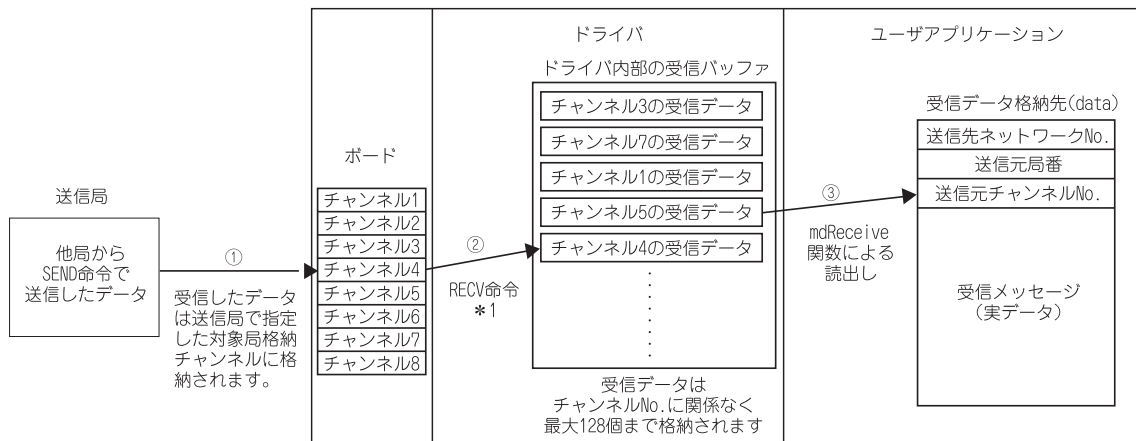 送信局
他局から
SEND命令で
送信したデータ
①
受信したデータ
は送信局で指定
した対象局格納
チャンネルに格
納されます。
ボード
チャンネル1
チャンネル2
チャンネル3
チャンネル4
チャンネル5
チャンネル6
チャンネル7
チャンネル8
②
RECV命令
＊1
ドライバ
ドライバ内部の受信バッファ
チャンネル3の受信データ
チャンネル7の受信データ
チャンネル1の受信データ
チャンネル5の受信データ
チャンネル4の受信データ
受信データは
チャンネルNo.に関係なく
最大128個まで格納されます
③
mdReceive
関数による
読出し
ユーザアプリケーション
受信データ格納先(data)
送信先ネットワークNo.
送信元局番
送信元チャンネルNo.
受信メッセージ
(実データ)